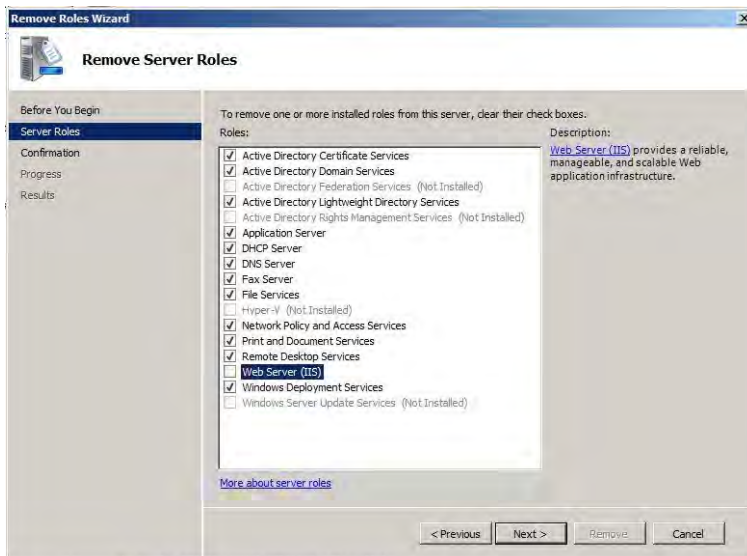 Remove Roles Wizard
Remove Server Roles
Before You Begin
Server Roles
Confirmation
Progress
Results
To remove one or more installed roles from this server, clear their check boxes.
Roles:
Active Directory Certificate Services
Active Directory Domain Services
Active Directory Federation Services (Not Installed)
Active Directory Lightweight Directory Services
Active Directory Rights Management Services (Not Installed)
Application Server
DHCP Server
DNS Server
Fax Server
File Services
Hyper-V (Not Installed)
Network Policy and Access Services
Print and Document Services
Remote Desktop Services
Web Server (IIS)
Windows Deployment Services
Windows Server Update Services (Not Installed)
More about server roles
Description:
Web Server (IIS) provides a reliable,
manageable, and scalable Web
application infrastructure.
< Previous
Next >
Remove
Cancel